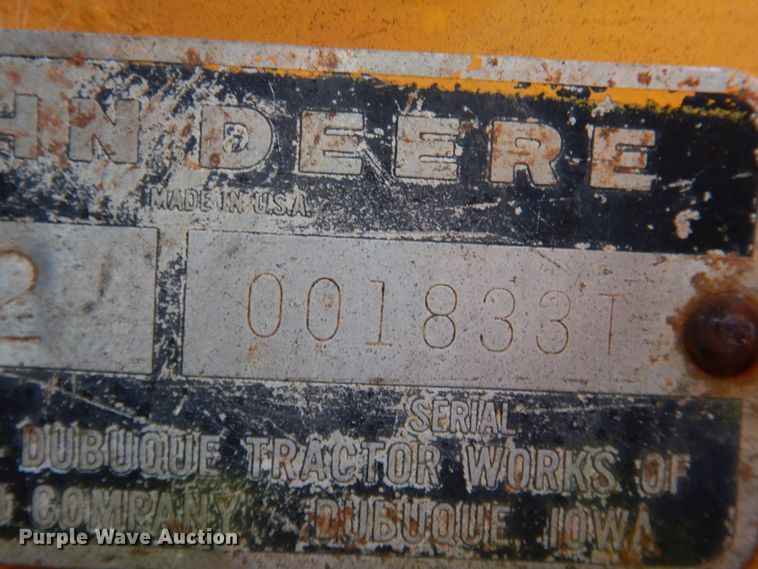 HN DEERE
MADE IN U.S.A.
2 001833T
SERIAL
DUBUQUE TRACTOR WORKS OF
COMPANY DUBUQUE IOWA
Purple Wave Auction